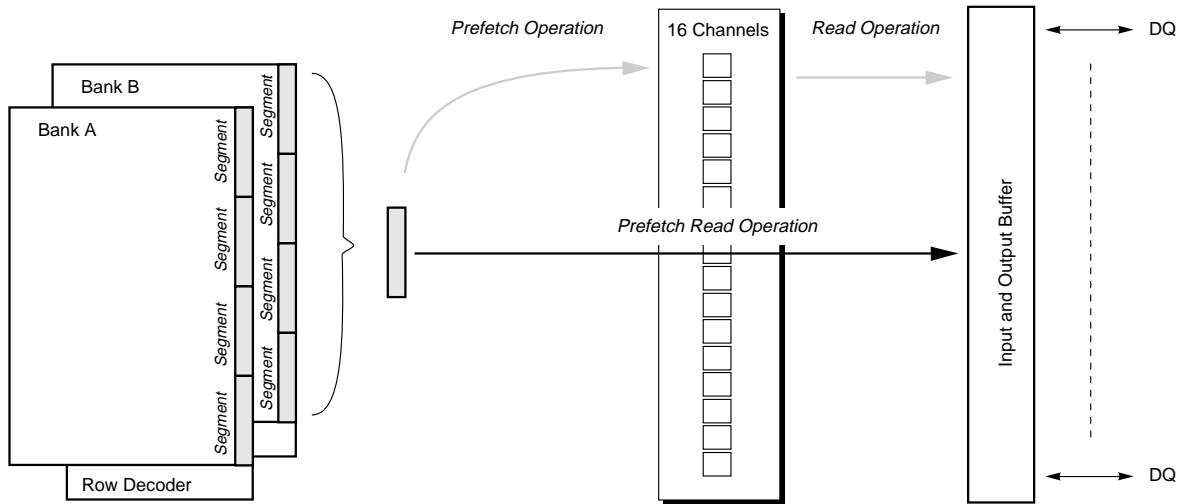 Prefetch Operation
16 Channels
Read Operation
DQ
Bank B
Bank A
Segment
Segment
Segment
Segment
Segment
Segment
Segment
Segment
Prefetch Read Operation
Input and Output Buffer
Row Decoder
DQ